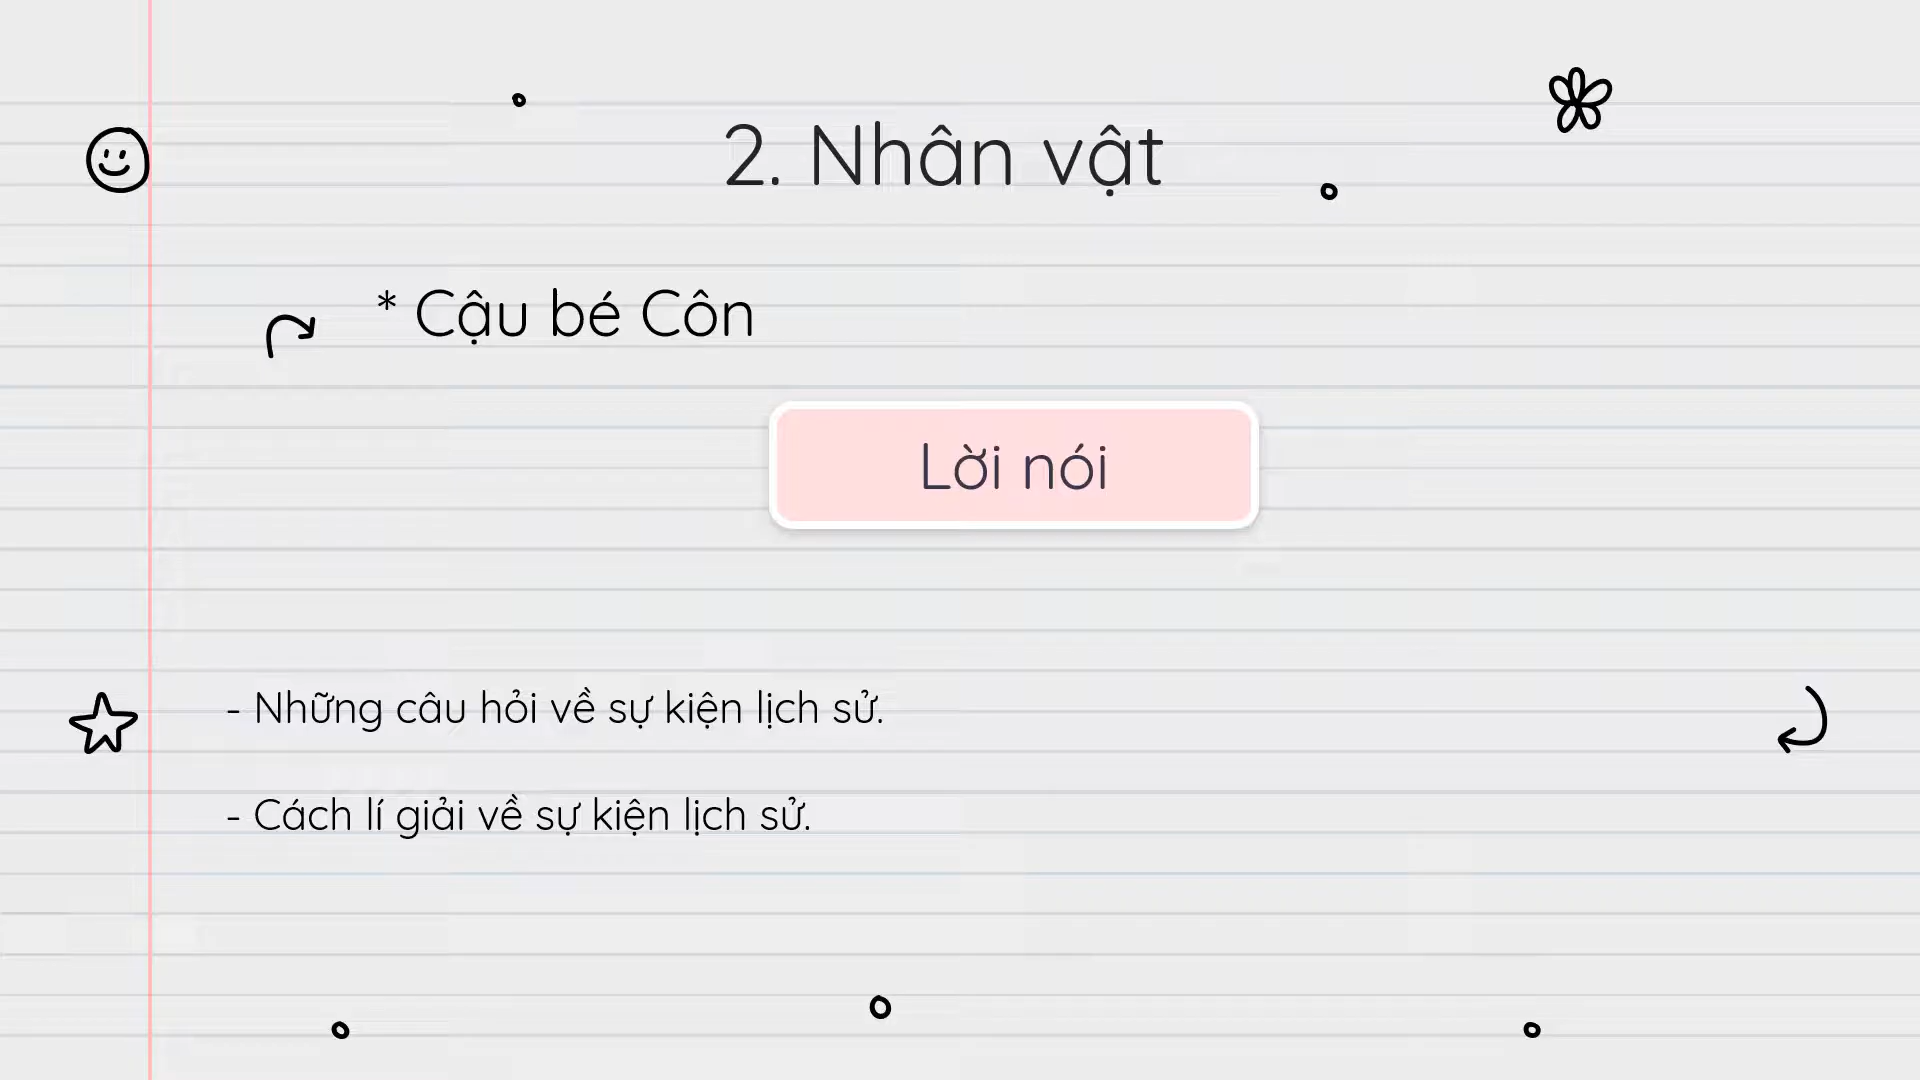 2. Nhân vật
* Cậu bé Côn
Lời nói
- Những câu hỏi về sự kiện lịch sử.
- Cách lí giải về sự kiện lịch sử.